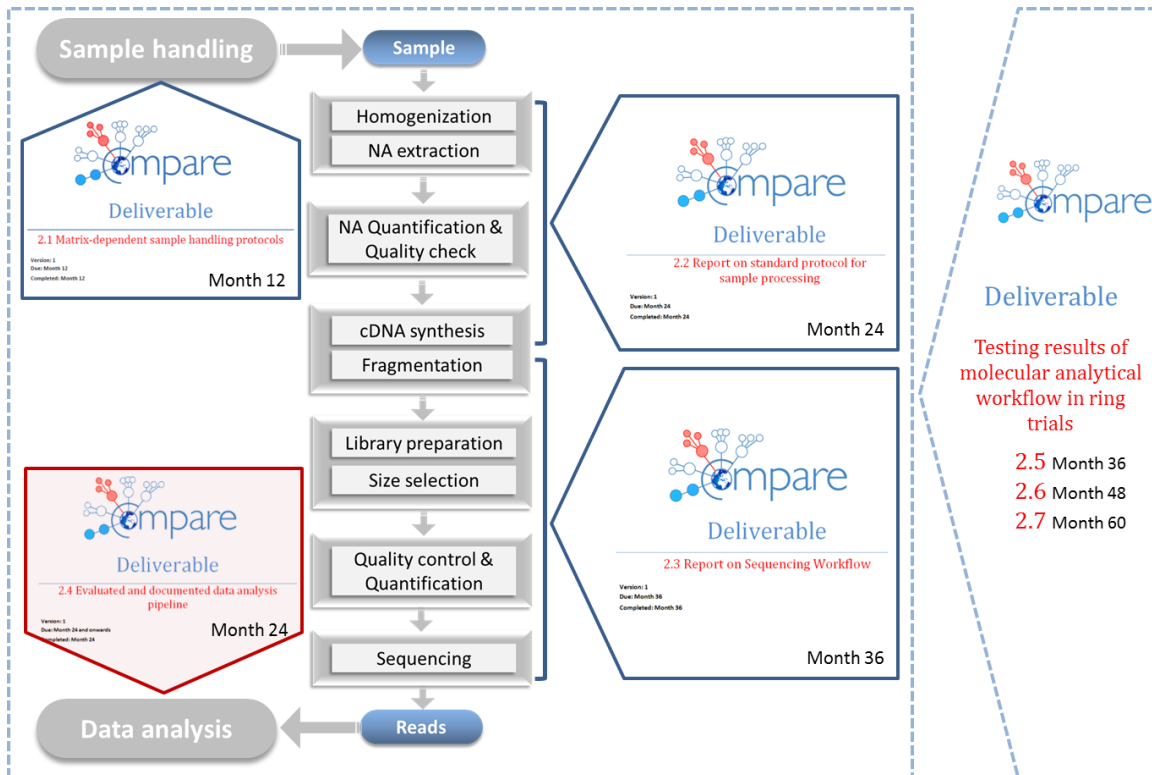 Sample handling
Sample
Homogenization
NA extraction
NA Quantification &
Quality check
cDNA synthesis
Fragmentation
Library preparation
Size selection
Quality control &
Quantification
Sequencing
Reads
Data analysis
mpare
Deliverable
2.1 Matrix-dependent sample handling protocols
Version: 1
Due: Month 12
Completed: Month 12
Month 12
mpare
Deliverable
2.2 Report on standard protocol for
sample processing
Version: 1
Due: Month 24
Completed: Month 24
Month 24
mpare
Deliverable
2.3 Report on Sequencing Workflow
Version: 1
Due: Month 36
Completed: Month 36
Month 36
mpare
Deliverable
2.4 Evaluated and documented data analysis
pipeline
Version: 1
Due: Month 24 and onwards
Completed: Month 24
Month 24
mpare
Deliverable
Testing results of
molecular analytical
workflow in ring
trials
2.5 Month 36
2.6 Month 48
2.7 Month 60